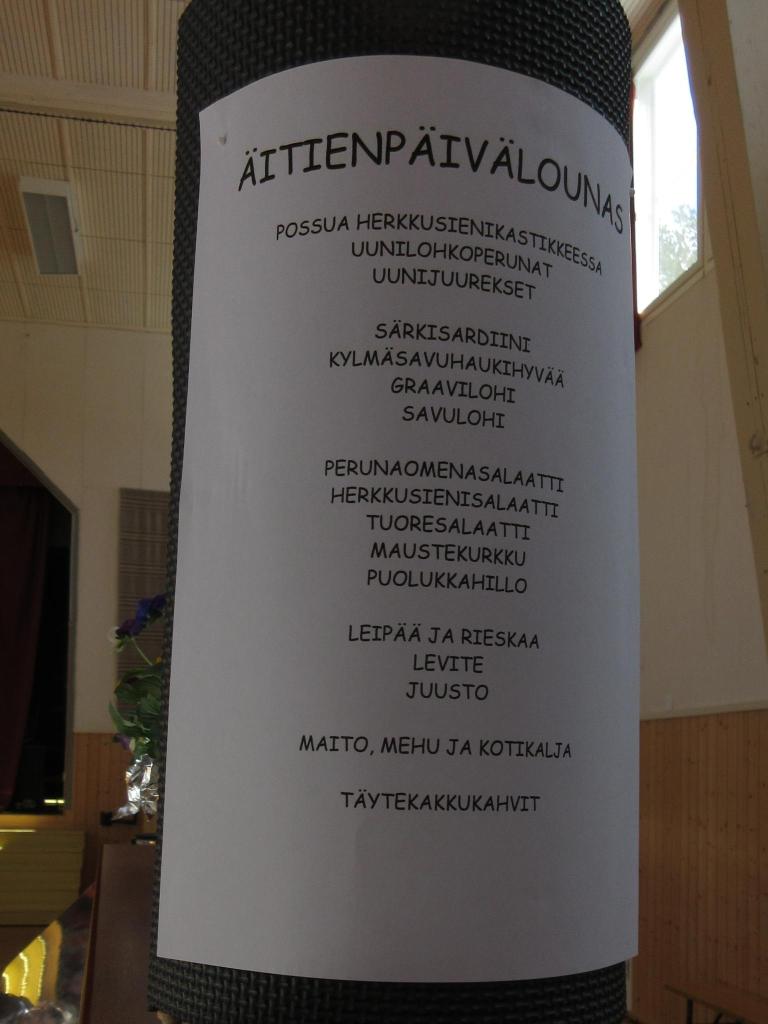 ÄITIENPÄIVÄLOUNAS
POSSUA HERKKUSIENIKASTIKKEESSA
UUNILOHKOPERUNAT
UUNIJUUREKSET
SÄRKISARDIINI
KYLMÄSAVUHAUKIHYVÄÄ
GRAAVILOHI
SAVULOHI
PERUNAOMENASALAATTI
HERKKUSIENISALAATTI
TUORESALAATTI
MAUSTEKURKKU
PUOLUKKAHILLO
LEIPÄÄ JA RIESKAA
LEVITE
JUUSTO
MAITO, MEHU JA KOTIKALJA
TÄYTEKAKKUKAHVIT